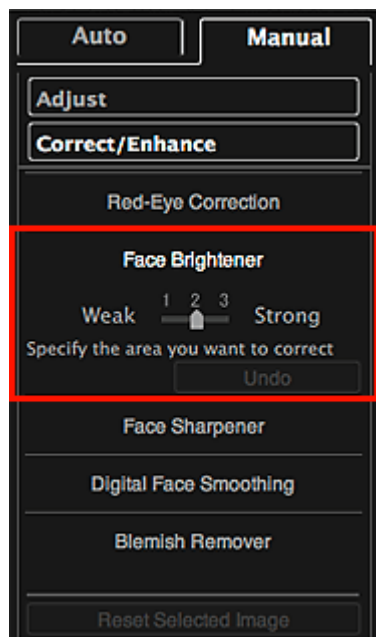 Auto Manual
Adjust
Correct/Enhance
Red-Eye Correction
Face Brightener
1 2 3
Weak Strong
Specify the area you want to correct
Undo
Face Sharpener
Digital Face Smoothing
Blemish Remover
Reset Selected Image